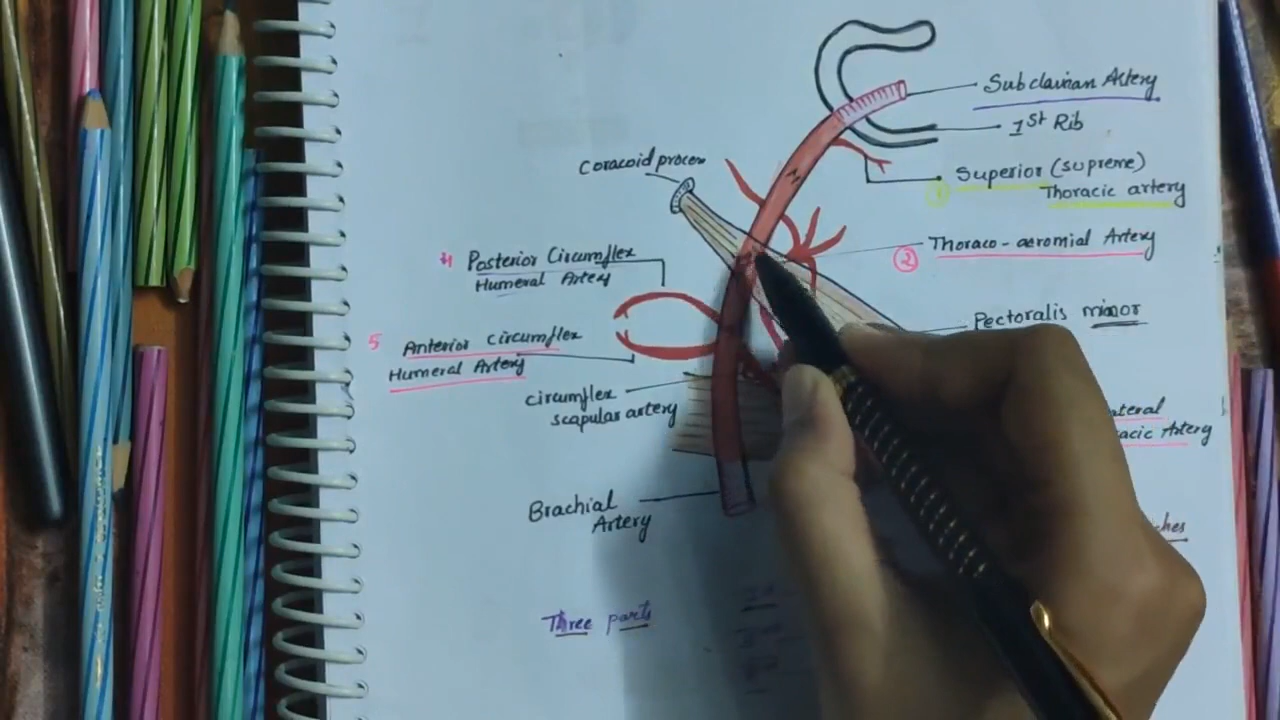 Subclavian Artery
1st Rib
Coracoid process
Superior (supreme)
Thoracic artery
1
Thoraco-acromial Artery
2
4 Posterior Circumflex
Humeral Artery
Pectoralis minor
5 Anterior circumflex
Humeral Artery
circumflex
scapular artery
Artery
Brachial
Artery
Three parts